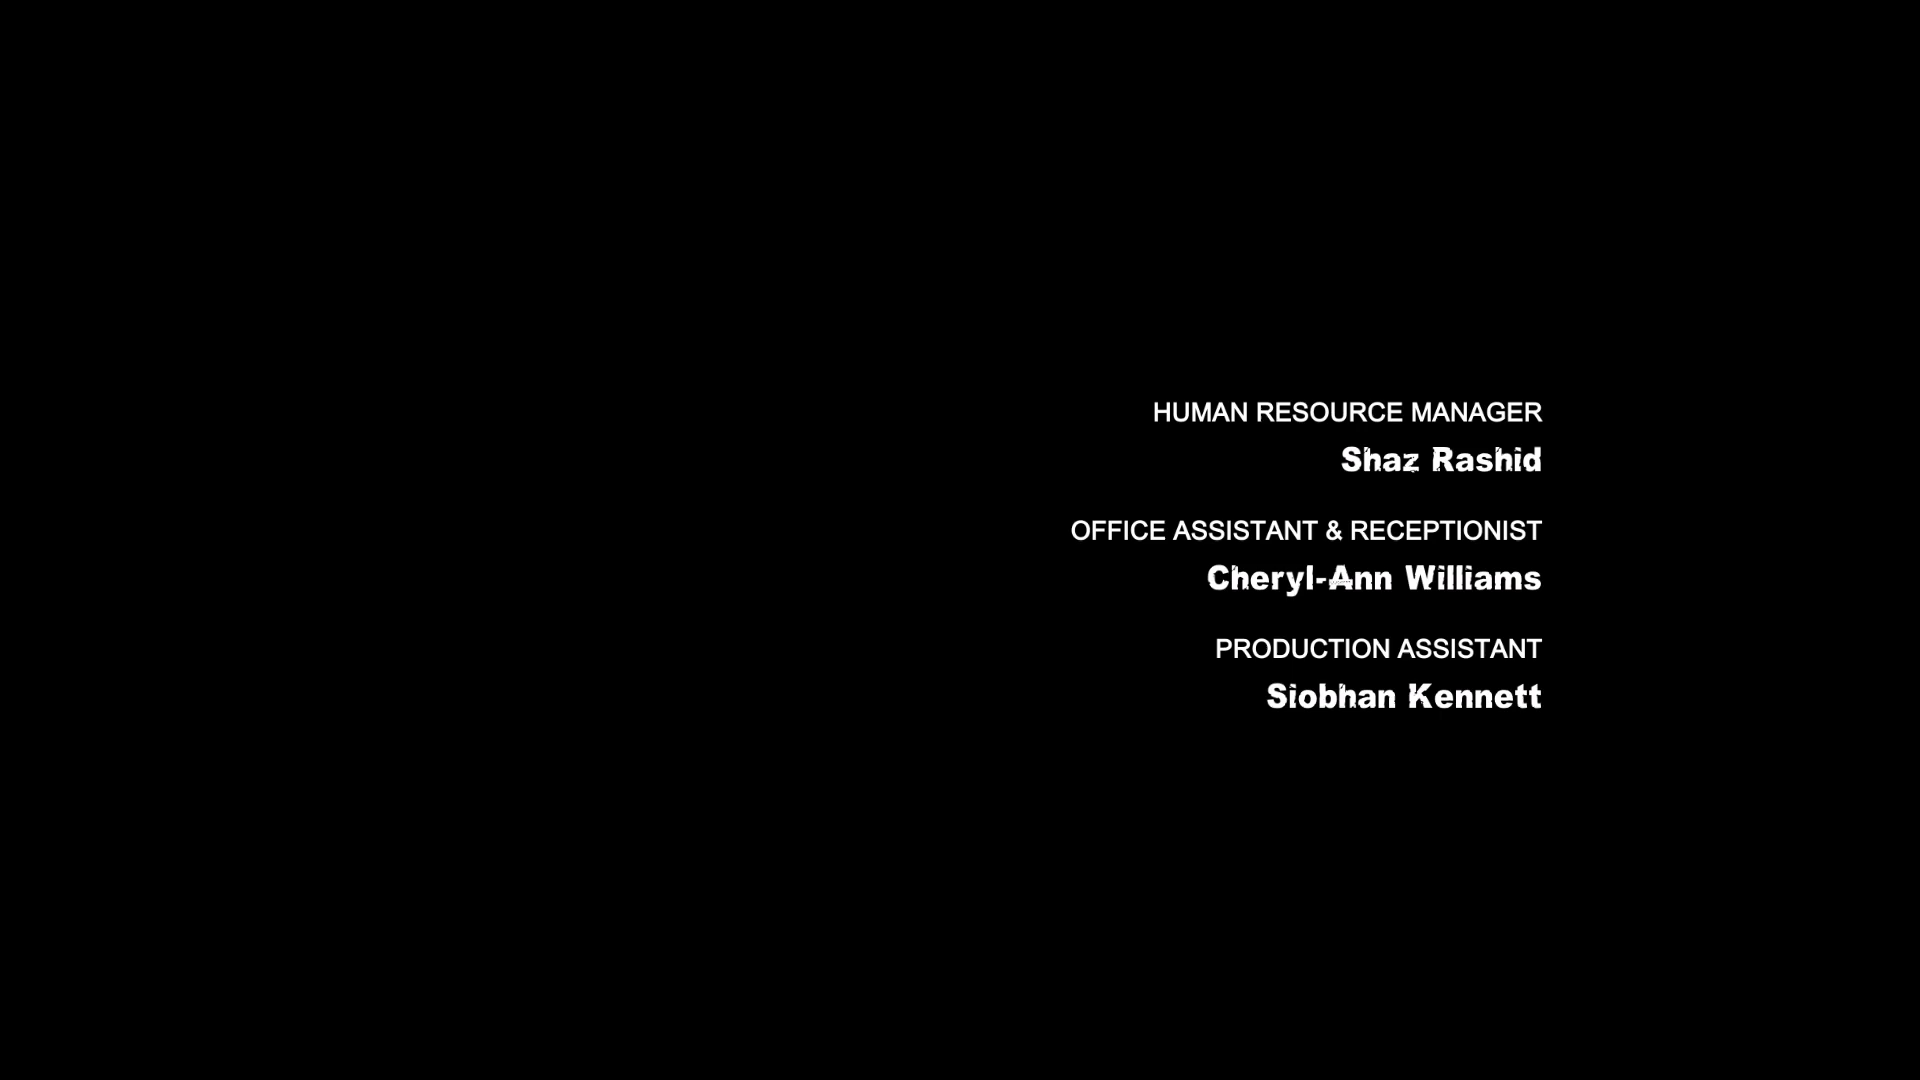 HUMAN RESOURCE MANAGER
Shaz Rashid
OFFICE ASSISTANT & RECEPTIONIST
Cheryl-Ann Williams
PRODUCTION ASSISTANT
Siobhan Kennett